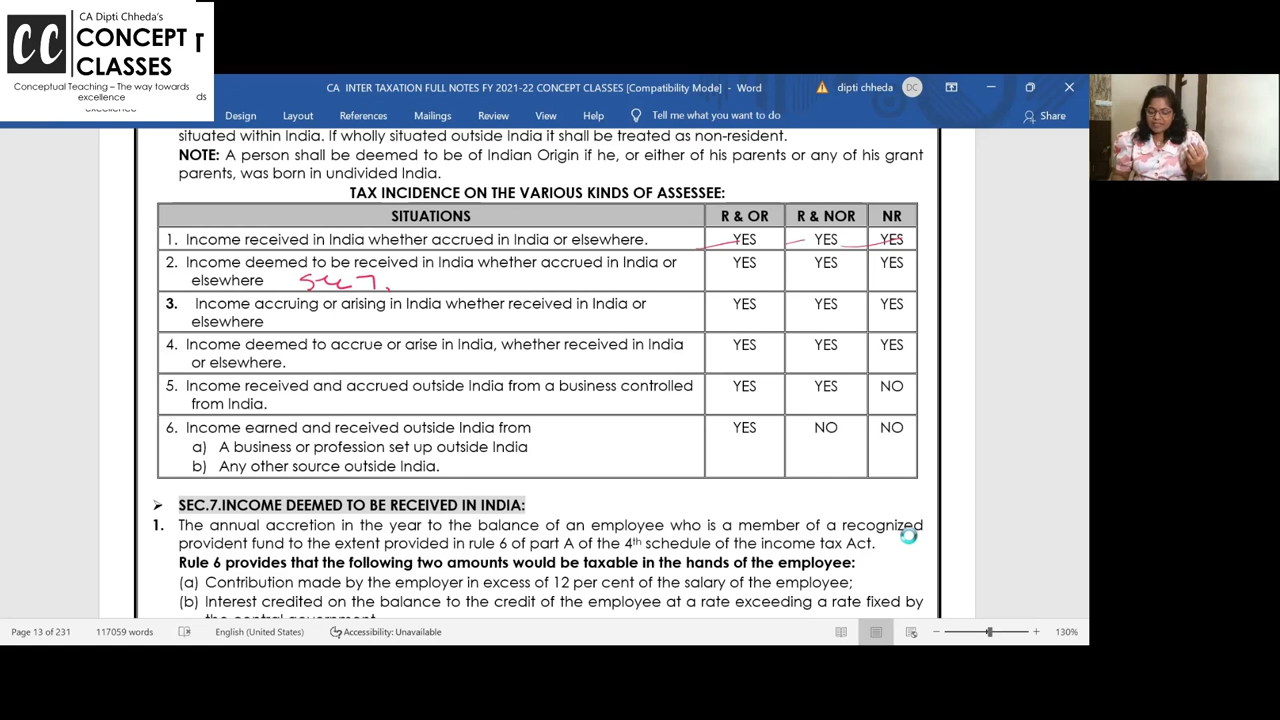 CA Dipti Chheda's
CONCEPT
CLASSES
Conceptual Teaching – The way towards
excellence
ds
CA INTER TAXATION FULL NOTES FY 2021-22 CONCEPT CLASSES [Compatibility Mode] - Word
dipti chheda
DC
Design
Layout
References
Mailings
Review
View
Help
Tell me what you want to do
Share
situated within India. If wholly situated outside India it shall be treated as non-resident.
NOTE: A person shall be deemed to be of Indian Origin if he, or either of his parents or any of his grant
parents, was born in undivided India.
TAX INCIDENCE ON THE VARIOUS KINDS OF ASSESSEE:
SITUATIONS R & OR R & NOR NR
1. Income received in India whether accrued in India or elsewhere. YES YES YES
2. Income deemed to be received in India whether accrued in India or YES YES YES
elsewhere Sec 7.
3. Income accruing or arising in India whether received in India or YES YES YES
elsewhere
4. Income deemed to accrue or arise in India, whether received in India YES YES YES
or elsewhere.
5. Income received and accrued outside India from a business controlled YES YES NO
from India.
6. Income earned and received outside India from YES NO NO
a) A business or profession set up outside India
b) Any other source outside India.
➢ SEC.7.INCOME DEEMED TO BE RECEIVED IN INDIA:
1. The annual accretion in the year to the balance of an employee who is a member of a recognized
provident fund to the extent provided in rule 6 of part A of the 4th schedule of the income tax Act.
Rule 6 provides that the following two amounts would be taxable in the hands of the employee:
(a) Contribution made by the employer in excess of 12 per cent of the salary of the employee;
(b) Interest credited on the balance to the credit of the employee at a rate exceeding a rate fixed by
the central government
Page 13 of 231
117059 words
English (United States)
Accessibility: Unavailable
130%